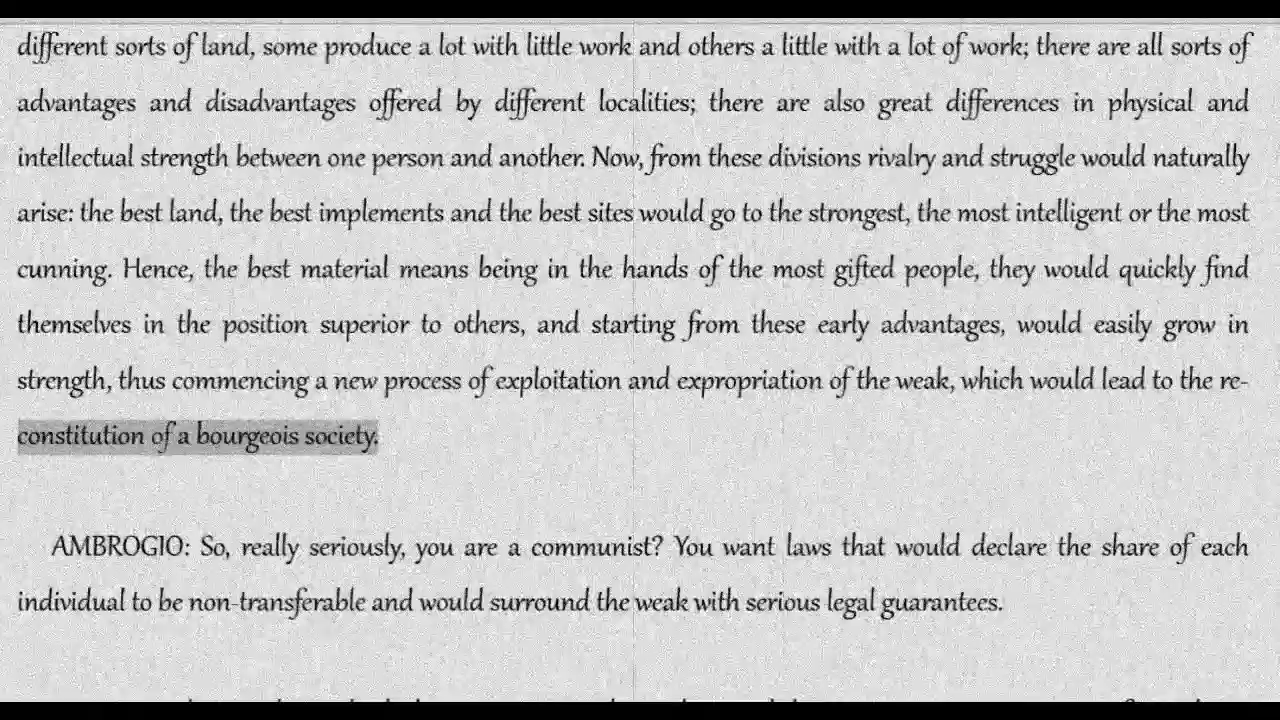 different sorts of land, some produce a lot with little work and others a little with a lot of work; there are all sorts of
advantages and disadvantages offered by different localities; there are also great differences in physical and
intellectual strength between one person and another. Now, from these divisions rivalry and struggle would naturally
arise: the best land, the best implements and the best sites would go to the strongest, the most intelligent or the most
cunning. Hence, the best material means being in the hands of the most gifted people, they would quickly find
themselves in the position superior to others, and starting from these early advantages, would easily grow in
strength, thus commencing a new process of exploitation and expropriation of the weak, which would lead to the re-
constitution of a bourgeois society.
AMBROGIO: So, really seriously, you are a communist? You want laws that would declare the share of each
individual to be non-transferable and would surround the weak with serious legal guarantees.